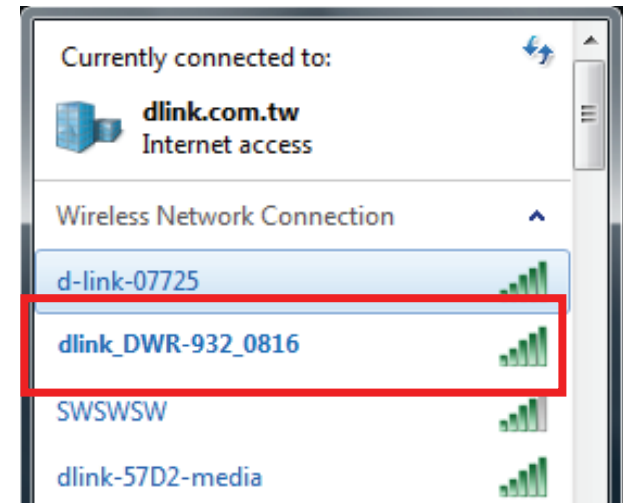 Currently connected to:
dlink.com.tw
Internet access
Wireless Network Connection
d-link-07725
dlink_DWR-932_0816
SWSWSW
dlink-57D2-media